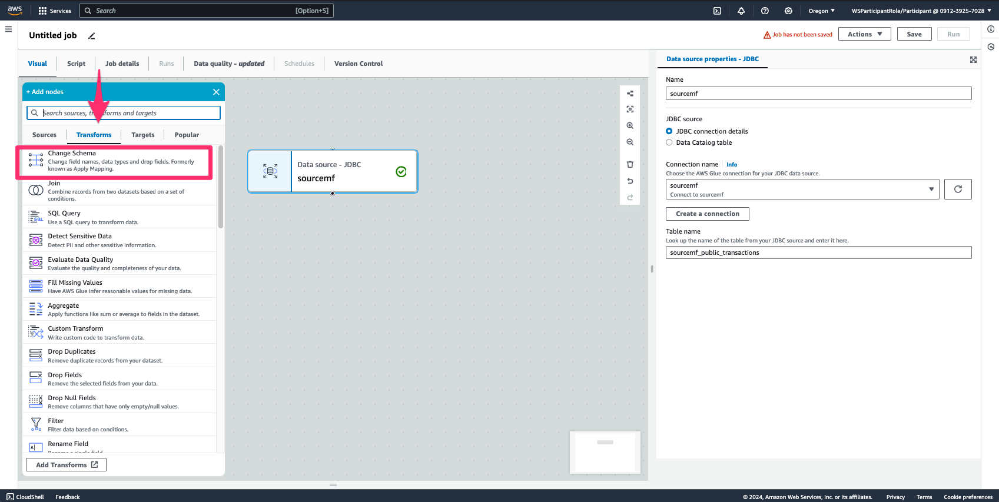 aws
Services
Search
[Option+S]
Oregon ▼
WSParticipantRole/Participant @ 0912-3925-7028 ▼
Untitled job
Job has not been saved
Actions ▼
Save
Run
Visual
Script
Job details
Runs
Data quality - updated
Schedules
Version Control
+ Add nodes
Search sources, transforms and targets
Sources
Transforms
Targets
Popular
Change Schema
Change field names, data types and drop fields. Formerly
known as Apply Mapping.
Join
Combine records from two datasets based on a set of
conditions.
SQL Query
Use a SQL query to transform data.
Detect Sensitive Data
Detect PII and other sensitive information.
Evaluate Data Quality
Evaluate the quality and completeness of your data.
Fill Missing Values
Have AWS Glue infer reasonable values for missing data.
Aggregate
Apply functions like sum or average to fields in the dataset.
Custom Transform
Write custom code to transform data.
Drop Duplicates
Remove duplicate records from your dataset.
Drop Fields
Remove the selected fields from your data.
Drop Null Fields
Remove columns that have only empty/null values.
Filter
Filter data based on conditions.
Rename Field
Rename a single field
Add Transforms
Data source - JDBC
sourcemf
Data source properties - JDBC
Name
sourcemf
JDBC source
JDBC connection details
Data Catalog table
Connection name
Info
Choose the AWS Glue connection for your JDBC data source.
sourcemf
Connect to sourcemf
Create a connection
Table name
Look up the name of the table from your JDBC source and enter it here.
sourcemf_public_transactions
CloudShell
Feedback
© 2024, Amazon Web Services, Inc. or its affiliates.
Privacy
Terms
Cookie preferences